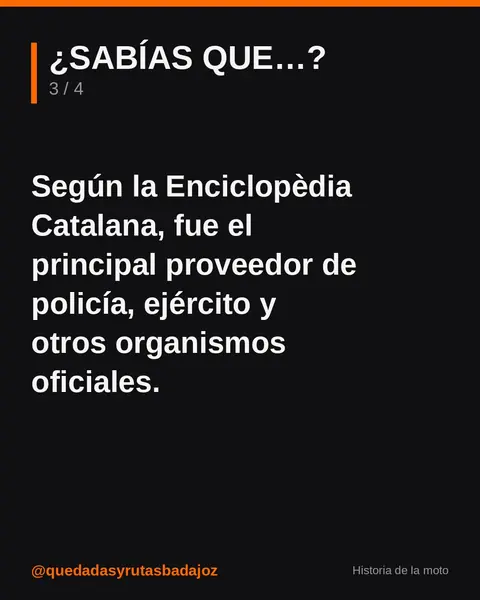 ¿SABÍAS QUE...?
3 / 4
Según la Enciclopèdia
Catalana, fue el
principal proveedor de
policía, ejército y
otros organismos
oficiales.
@quedadasyrutasbadajoz
Historia de la moto